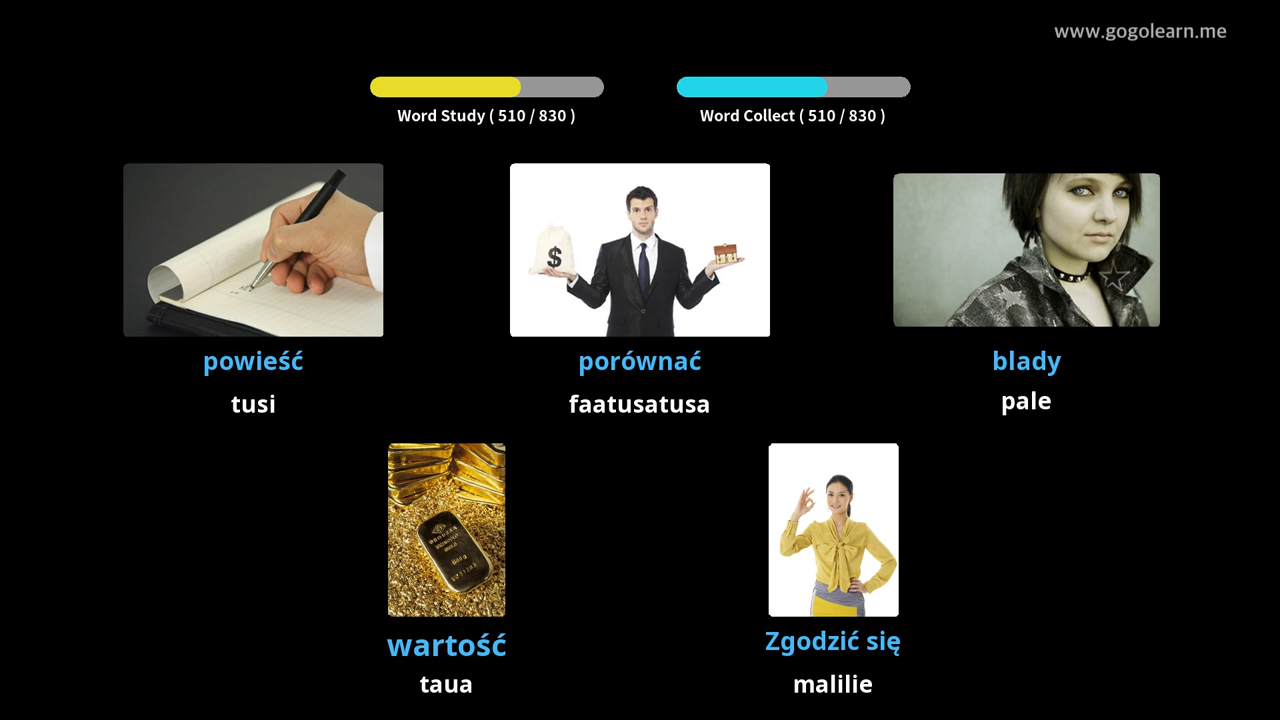 www.gogolearn.me
Word Study ( 510 / 830 )
Word Collect ( 510 / 830 )
$
powieść
tusi
porównać
faatusatusa
blady
pale
wartość
taua
Zgodzić się
malilie